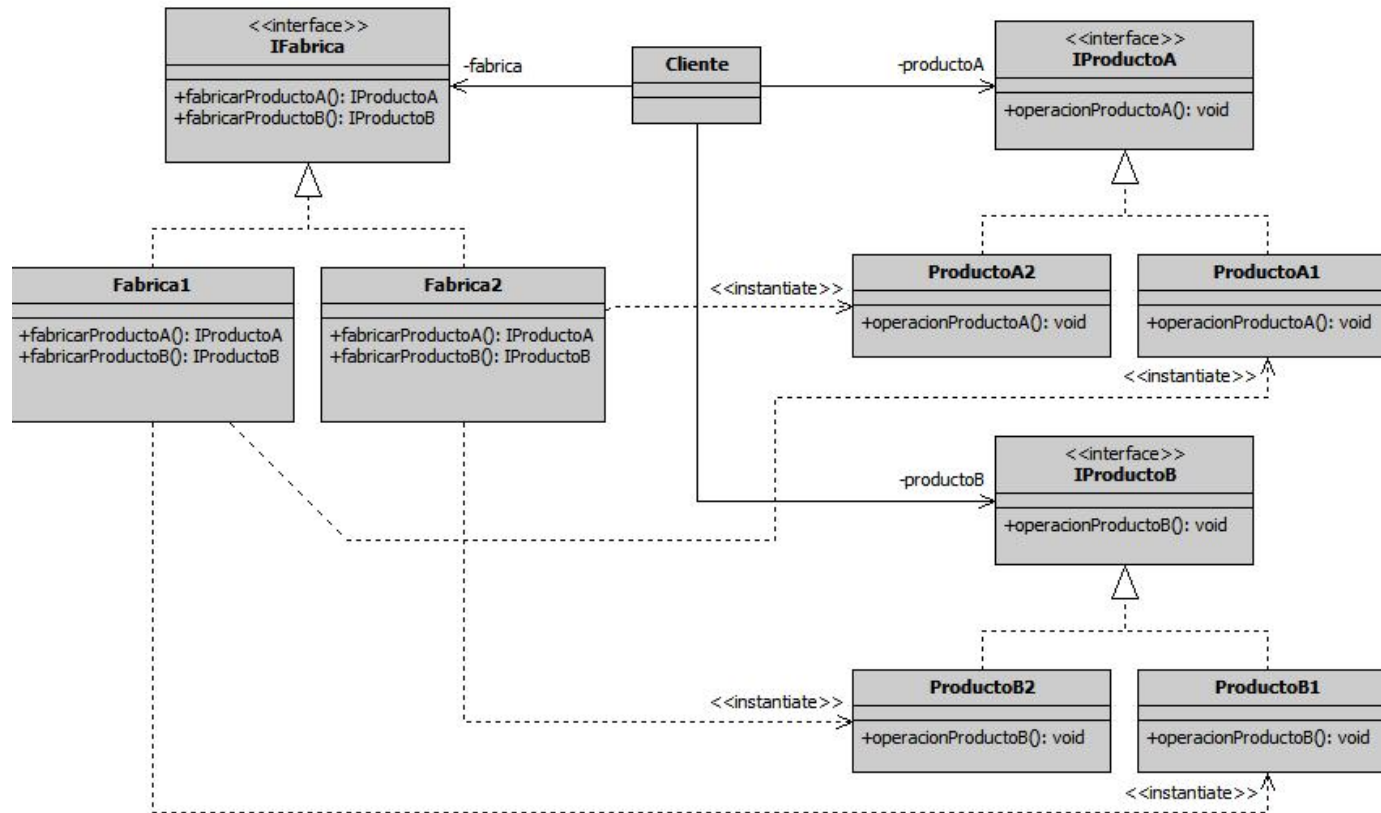 <<interface>>
IFabrica
+fabricarProductoA(): IProductoA
+fabricarProductoB(): IProductoB
-fabrica
Cliente
-productoA
<<interface>>
IProductoA
+operacionProductoA(): void
Fabrica1
+fabricarProductoA(): IProductoA
+fabricarProductoB(): IProductoB
Fabrica2
+fabricarProductoA(): IProductoA
+fabricarProductoB(): IProductoB
<<instantiate>>
ProductoA2
+operacionProductoA(): void
ProductoA1
+operacionProductoA(): void
<<instantiate>>
-productoB
<<interface>>
IProductoB
+operacionProductoB(): void
<<instantiate>>
ProductoB2
+operacionProductoB(): void
ProductoB1
+operacionProductoB(): void
<<instantiate>>